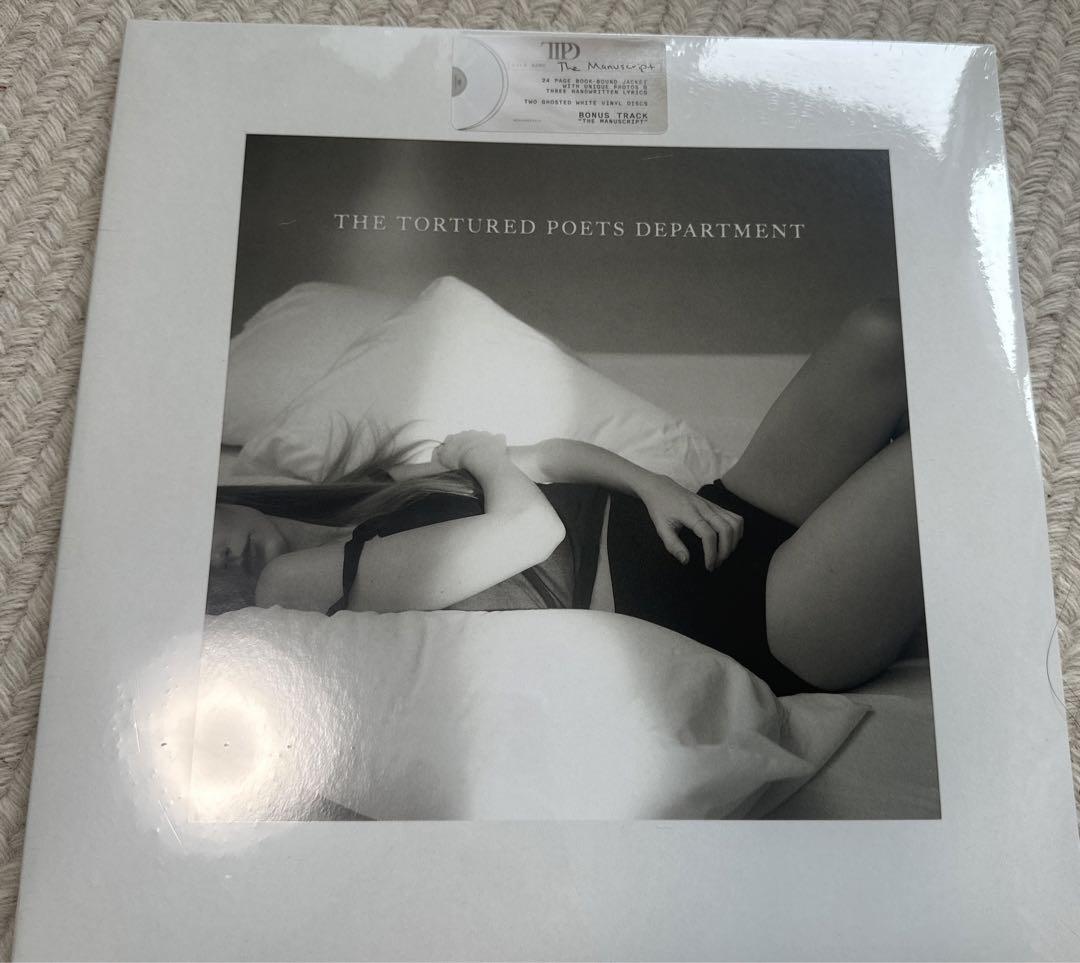 TTPD
The Manuscript
24 PAGE BOOK-BOUND JACKET
WITH UNIQUE PHOTOS &
THREE HANDWRITTEN LYRICS
TWO GHOSTED WHITE VINYL DISCS
BONUS TRACK
"THE MANUSCRIPT"
THE TORTURED POETS DEPARTMENT